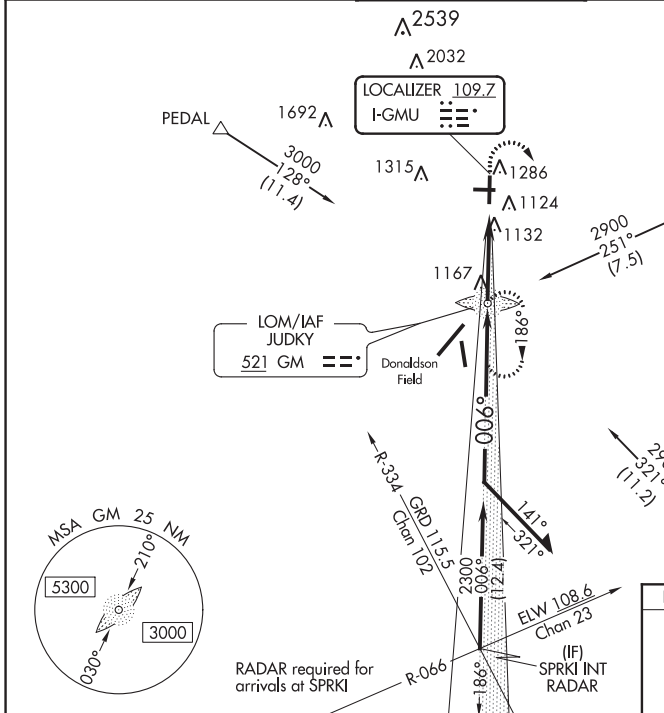 2539
2032
LOCALIZER 109.7
I-GMU
PEDAL
1692
3000
128°
(11.4)
1315
1286
1124
1132
2900
251°
(7.5)
1167
LOM/IAF
JUDKY
521 GM
Donaldson
Field
186°
006°
R-334
GRD 115.5
Chan 102
141°
321°
321°
(11.2)
2300
006°
(12.4)
MSA GM 25 NM
210°
5300
3000
030°
ELW 108.6
Chan 23
R-066
(IF)
SPRKI INT
RADAR
RADAR required for
arrivals at SPRKI
186°